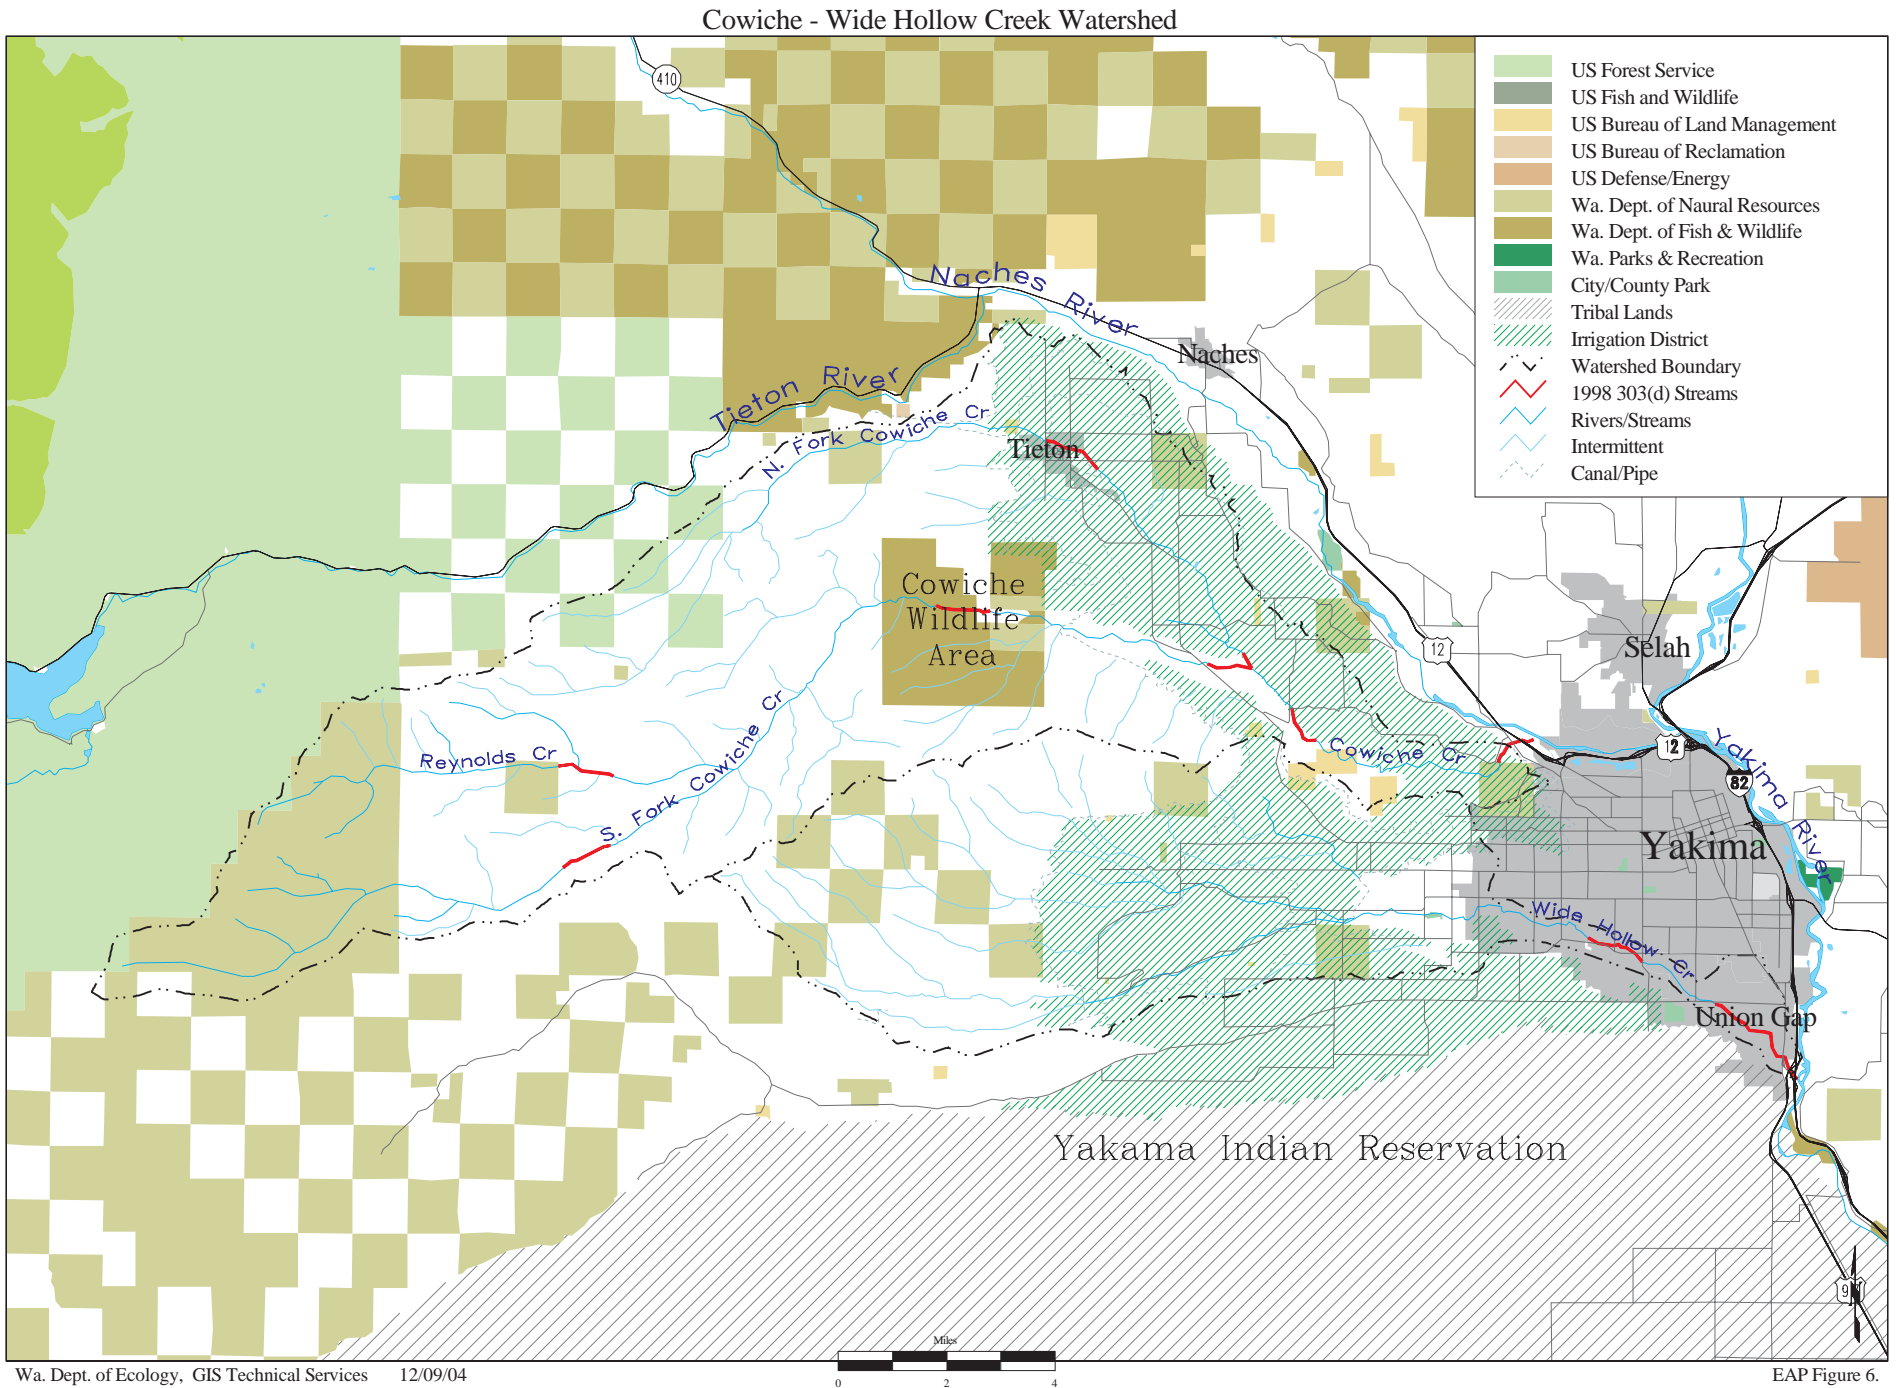 Cowiche - Wide Hollow Creek Watershed
US Forest Service
US Fish and Wildlife
US Bureau of Land Management
US Bureau of Reclamation
US Defense/Energy
Wa. Dept. of Naural Resources
Wa. Dept. of Fish & Wildlife
Wa. Parks & Recreation
City/County Park
Tribal Lands
Irrigation District
Watershed Boundary
1998 303(d) Streams
Rivers/Streams
Intermittent
Canal/Pipe
410
Naches River
Naches
Tieton River
N. Fork Cowiche Cr
Tieton
Cowiche
Wildlife
Area
12
Selah
Reynolds Cr
S. Fork Cowiche Cr
Cowiche Cr
12
Yakima River
82
Yakima
Wide Hollow Cr
Union Gap
Yakama Indian Reservation
Miles
0 2 4
Wa. Dept. of Ecology, GIS Technical Services 12/09/04
EAP Figure 6.